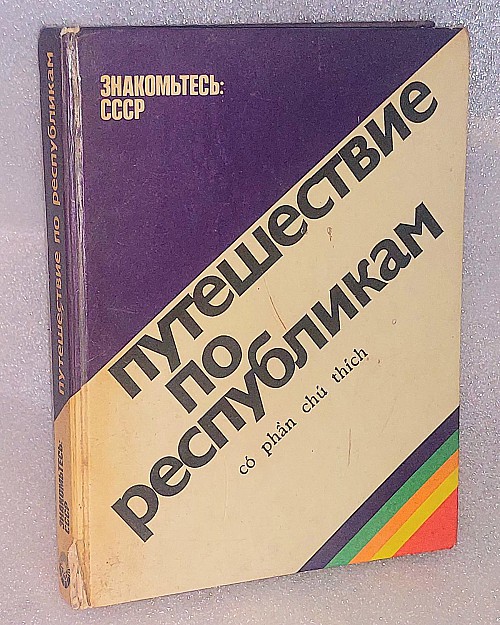 ЗНАКОМЬТЕСЬ:
СССР
путешествие
по
республикам
có phần chú thích
путешествие по республикам
ЗНАКОМЬТЕСЬ:
СССР